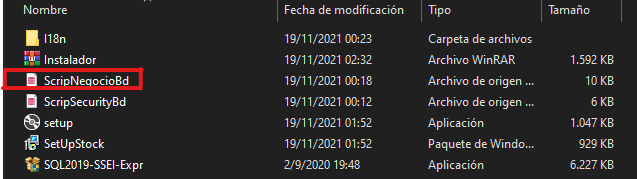 Nombre Fecha de modificación Tipo Tamaño
I18n 19/11/2021 00:23 Carpeta de archivos
Instalador 19/11/2021 02:32 Archivo WinRAR 1.592 KB
ScripNegocioBd 19/11/2021 00:18 Archivo de origen ... 10 KB
ScripSecurityBd 19/11/2021 00:12 Archivo de origen ... 6 KB
setup 19/11/2021 01:52 Aplicación 1.047 KB
SetUpStock 19/11/2021 01:52 Paquete de Windo... 929 KB
SQL2019-SSEI-Expr 2/9/2020 19:48 Aplicación 6.227 KB